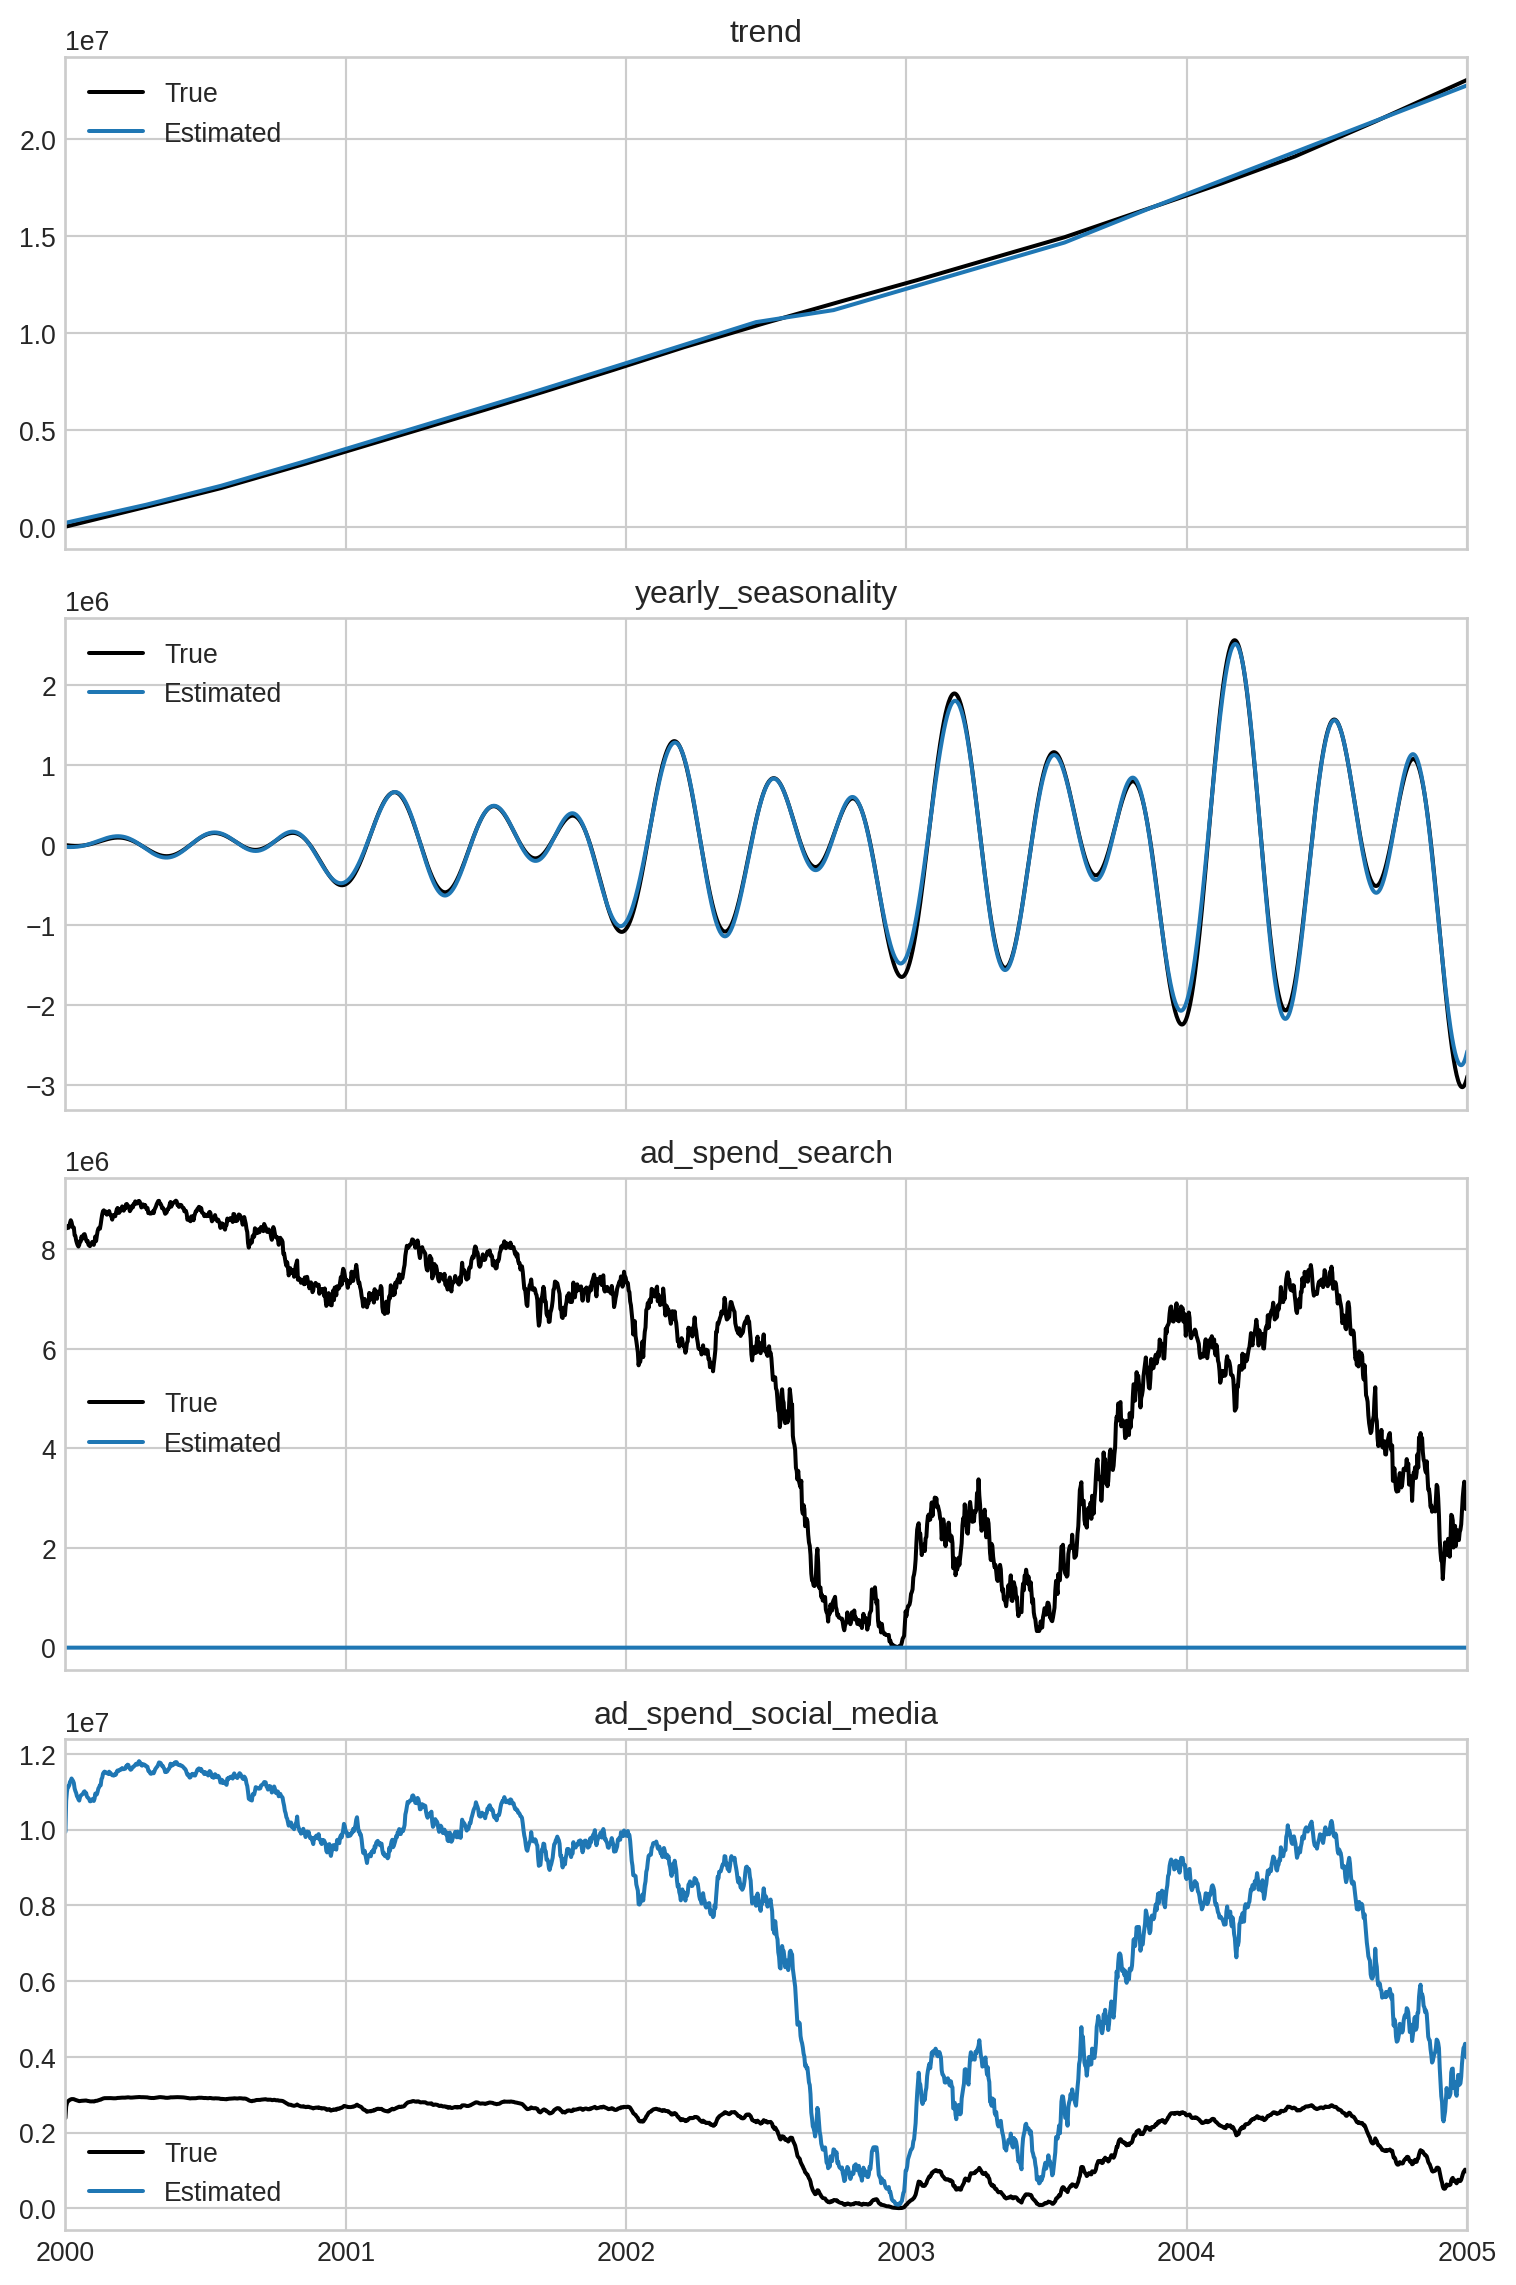 trend
1e7
True
Estimated
2.0
1.5
1.0
0.5
0.0
yearly_seasonality
1e6
True
Estimated
2
1
0
−1
−2
−3
ad_spend_search
1e6
8
6
True
4
Estimated
2
0
ad_spend_social_media
1e7
1.2
1.0
0.8
0.6
0.4
0.2
True
Estimated
0.0
2000 2001 2002 2003 2004 2005